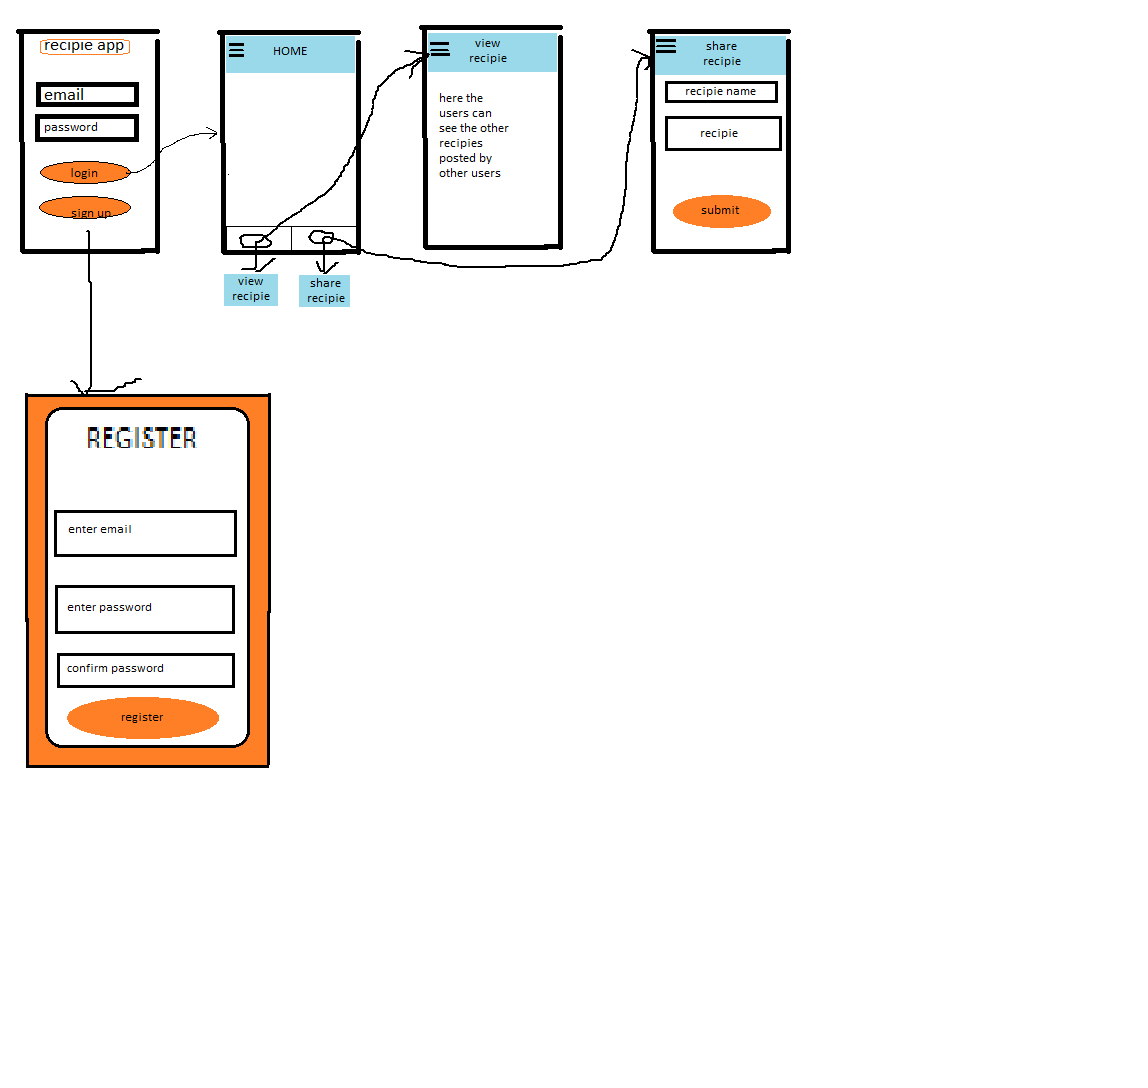 recipie app
email
password
login
sign up
HOME
view
recipie
share
recipie
view
recipie
here the
users can
see the other
recipies
posted by
other users
share
recipie
recipie name
recipie
submit
REGISTER
enter email
enter password
confirm password
register